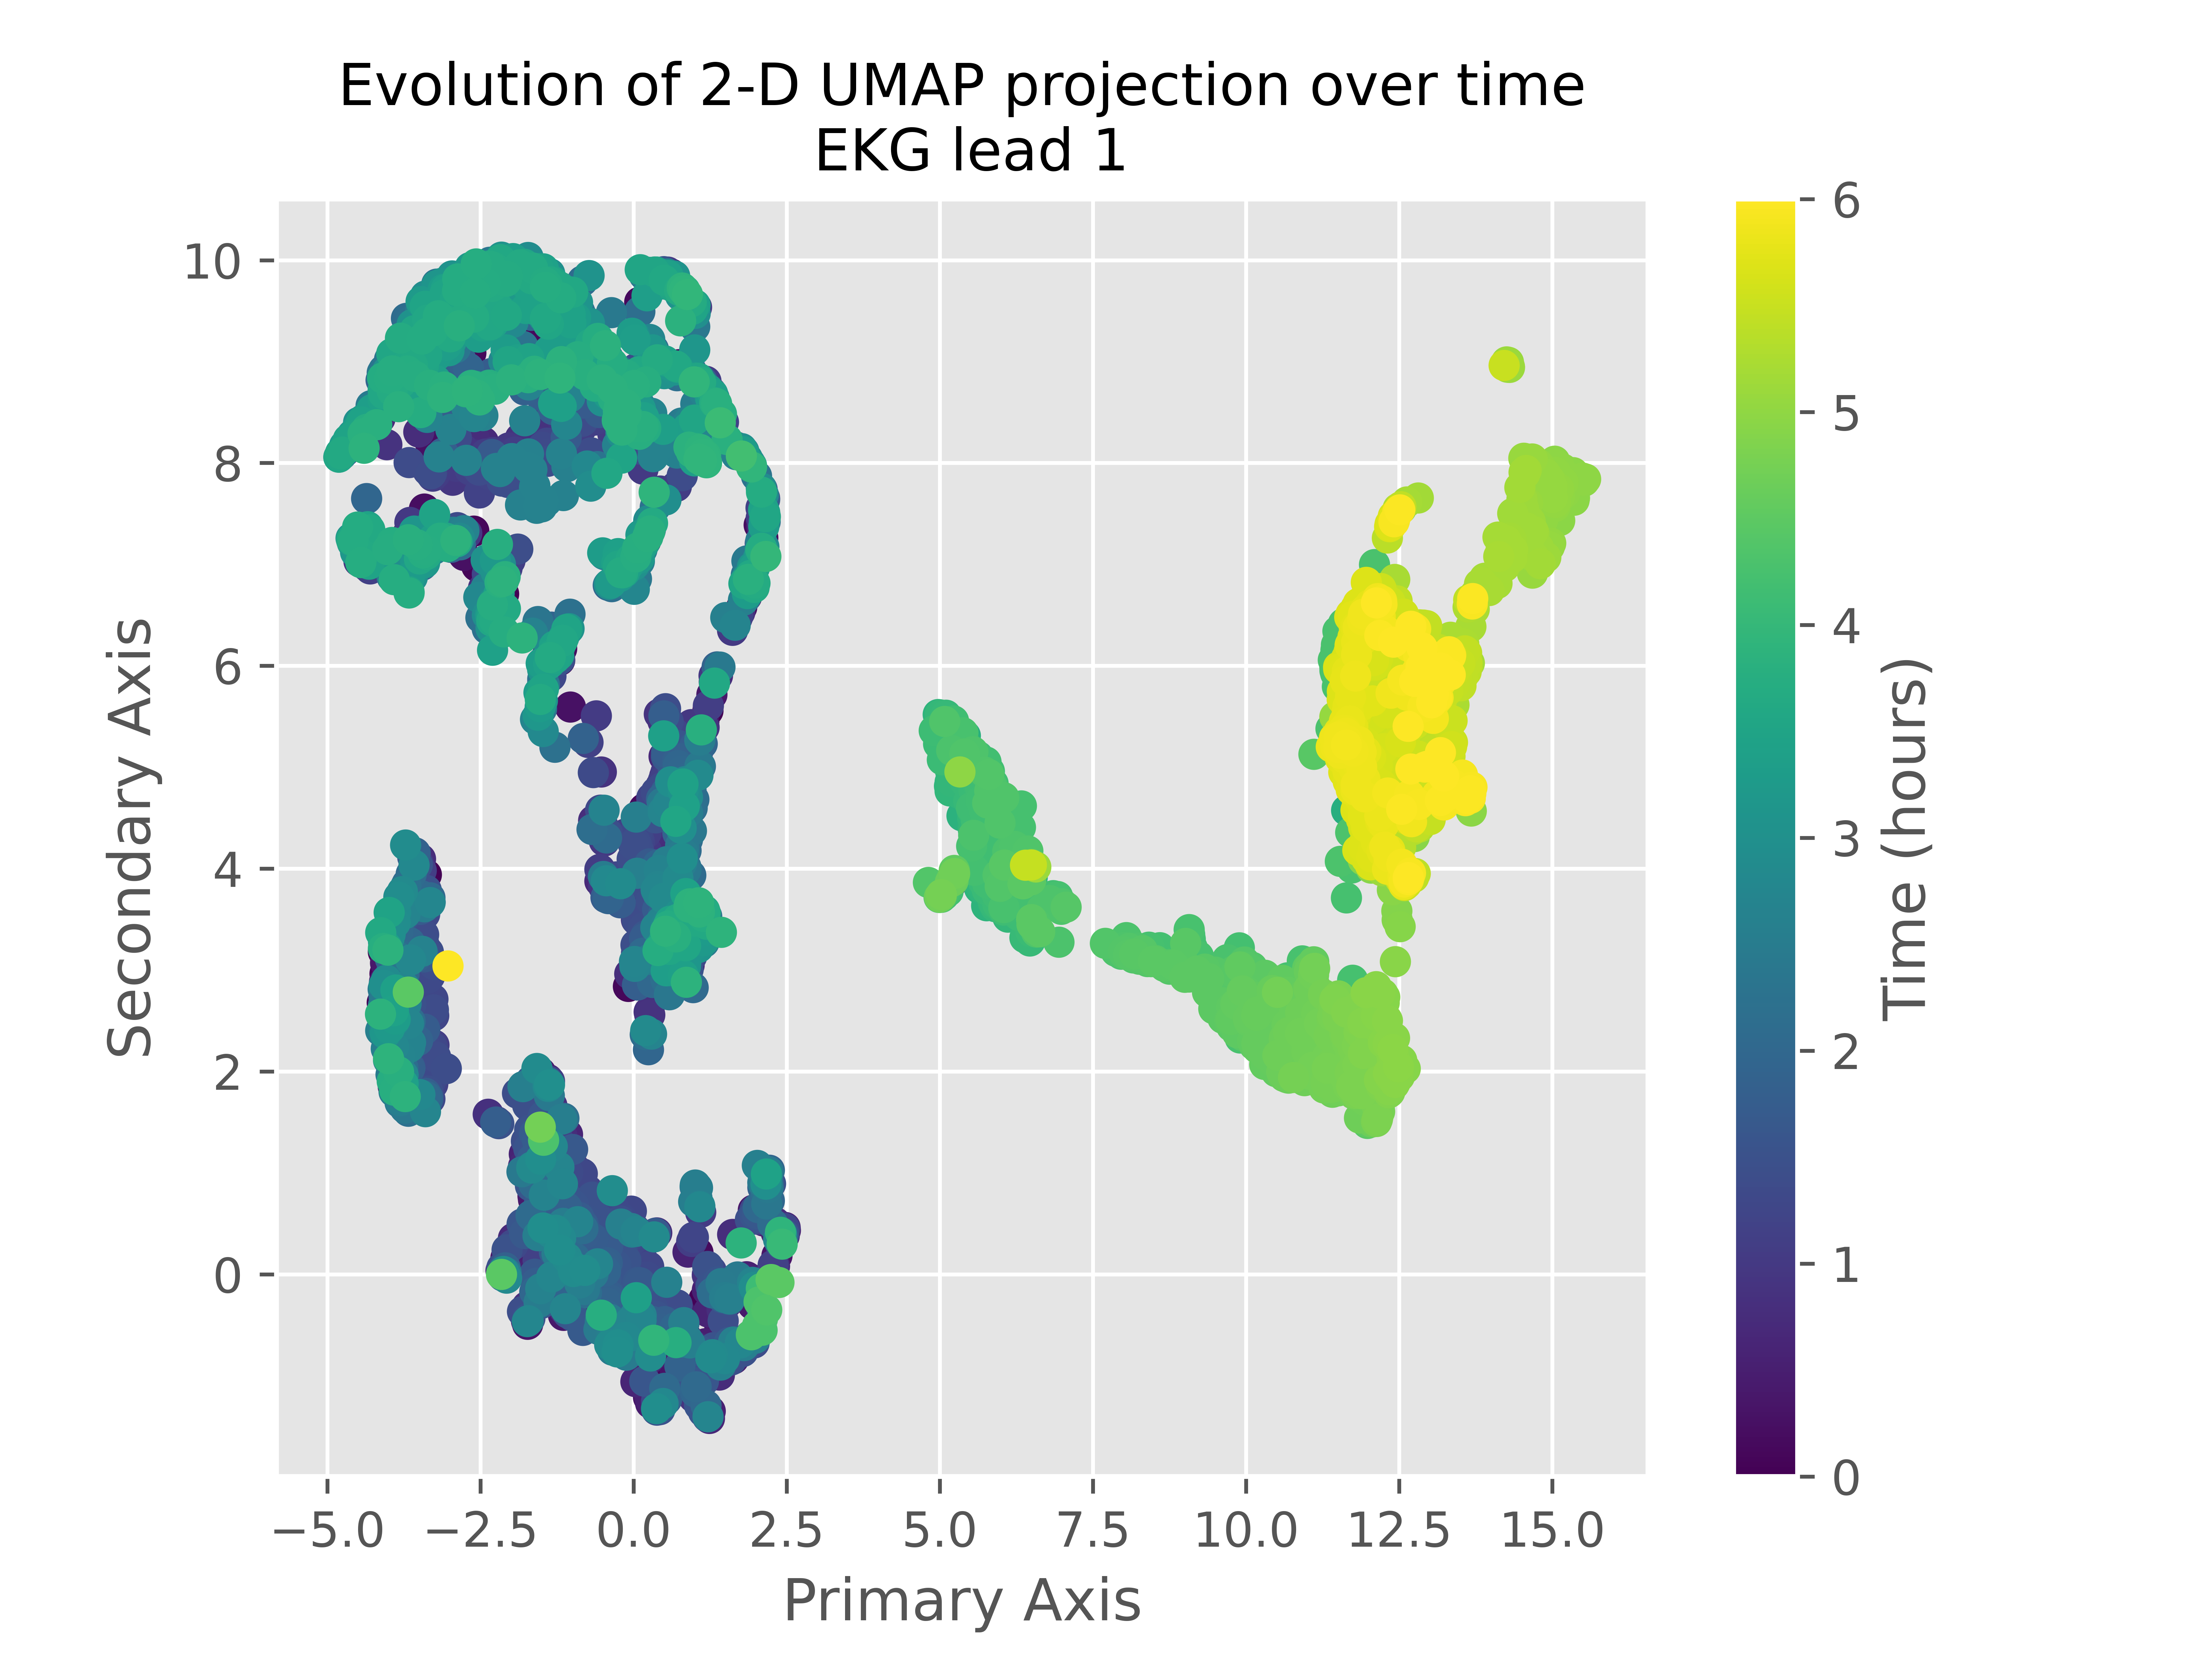 Evolution of 2-D UMAP projection over time
EKG lead 1
10
8
6
4
2
0
Secondary Axis
−5.0 −2.5 0.0 2.5 5.0 7.5 10.0 12.5 15.0
Primary Axis
6
5
4
3
2
1
0
Time (hours)